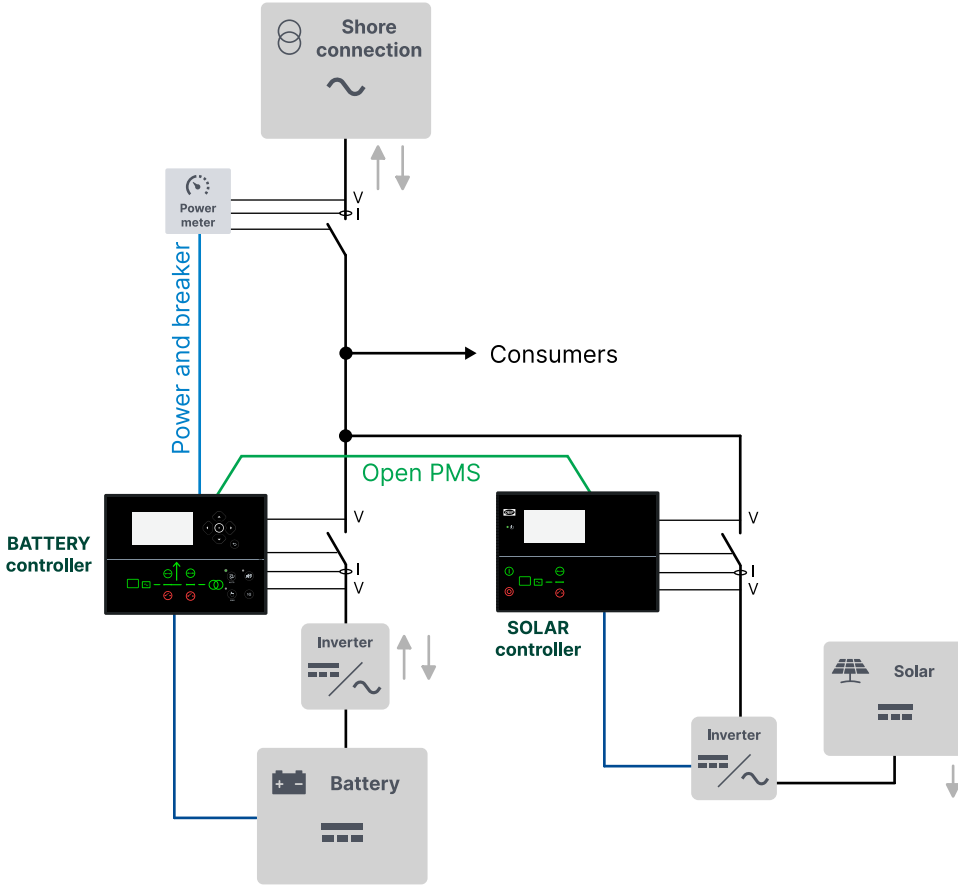 Shore
connection
Power
meter
V
I
Power and breaker
Consumers
Open PMS
BATTERY
controller
V
I
V
V
I
V
SOLAR
controller
Inverter
Solar
Inverter
Battery